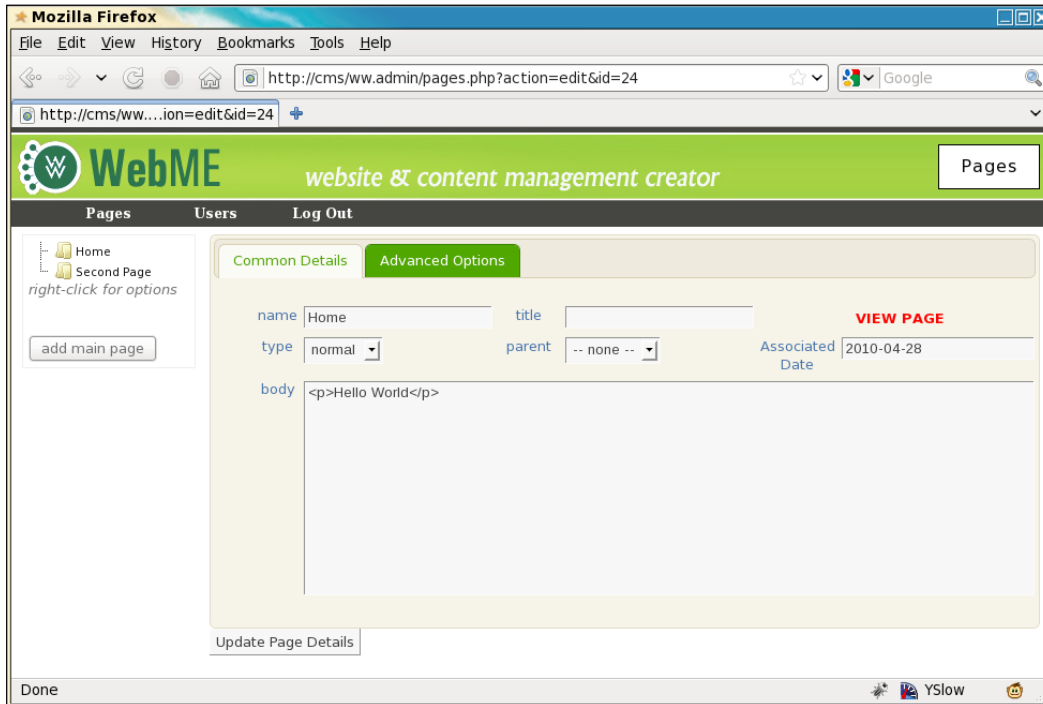 Mozilla Firefox
File Edit View History Bookmarks Tools Help
http://cms/ww.admin/pages.php?action=edit&id=24
Google
http://cms/ww....ion=edit&id=24
W WebME website & content management creator
Pages
Pages Users Log Out
Home
Second Page
right-click for options
add main page
Common Details Advanced Options
name Home title VIEW PAGE
type normal parent -- none -- Associated Date 2010-04-28
body <p>Hello World</p>
Update Page Details
Done YSlow